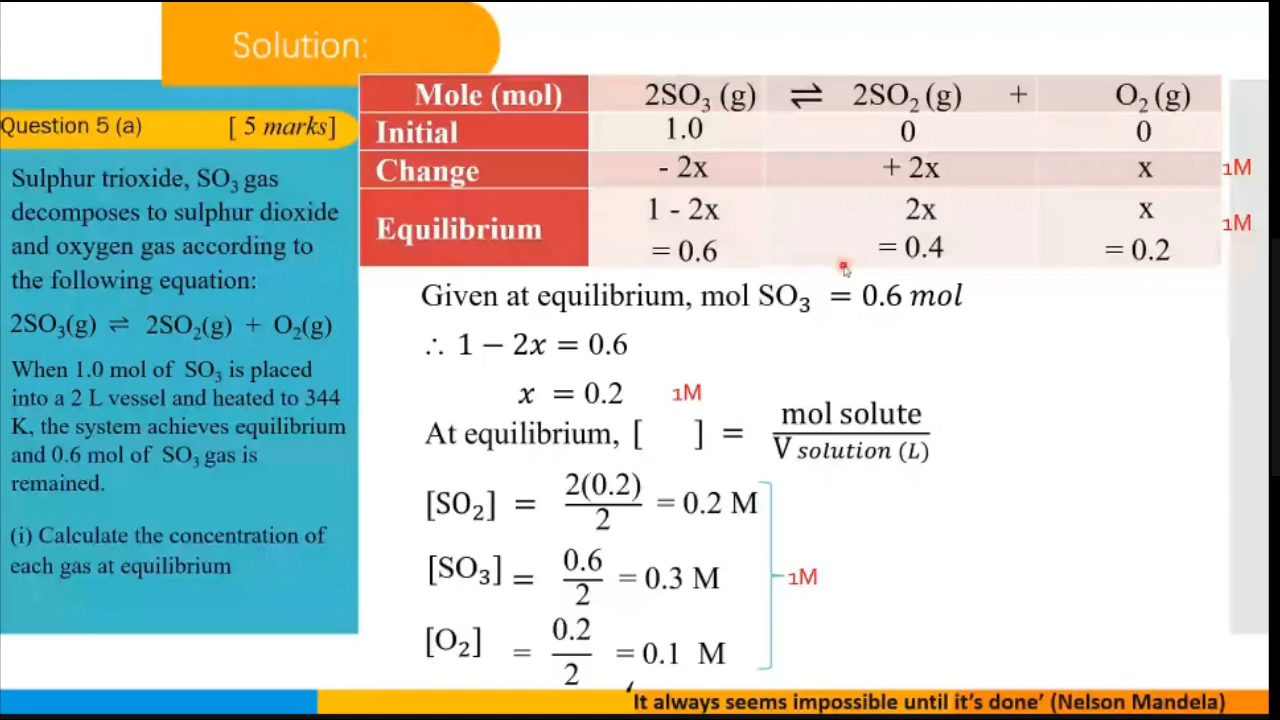 Solution:
Question 5 (a) [ 5 marks]
Sulphur trioxide, SO₃ gas
decomposes to sulphur dioxide
and oxygen gas according to
the following equation:
2SO₃(g) ⇌ 2SO₂(g) + O₂(g)
When 1.0 mol of SO₃ is placed
into a 2 L vessel and heated to 344
K, the system achieves equilibrium
and 0.6 mol of SO₃ gas is
remained.
(i) Calculate the concentration of
each gas at equilibrium
Mole (mol) 2SO₃ (g) ⇌ 2SO₂ (g) + O₂ (g)
Initial 1.0 0 0
Change - 2x + 2x x 1M
Equilibrium 1 - 2x 2x x 1M
= 0.6 = 0.4 = 0.2
Given at equilibrium, mol SO₃ = 0.6 mol
∴ 1 − 2x = 0.6
x = 0.2 1M
At equilibrium, [ ] = mol solute / V solution (L)
[SO₂] = 2(0.2) / 2 = 0.2 M
[SO₃] = 0.6 / 2 = 0.3 M
1M
[O₂] = 0.2 / 2 = 0.1 M
'It always seems impossible until it's done' (Nelson Mandela)